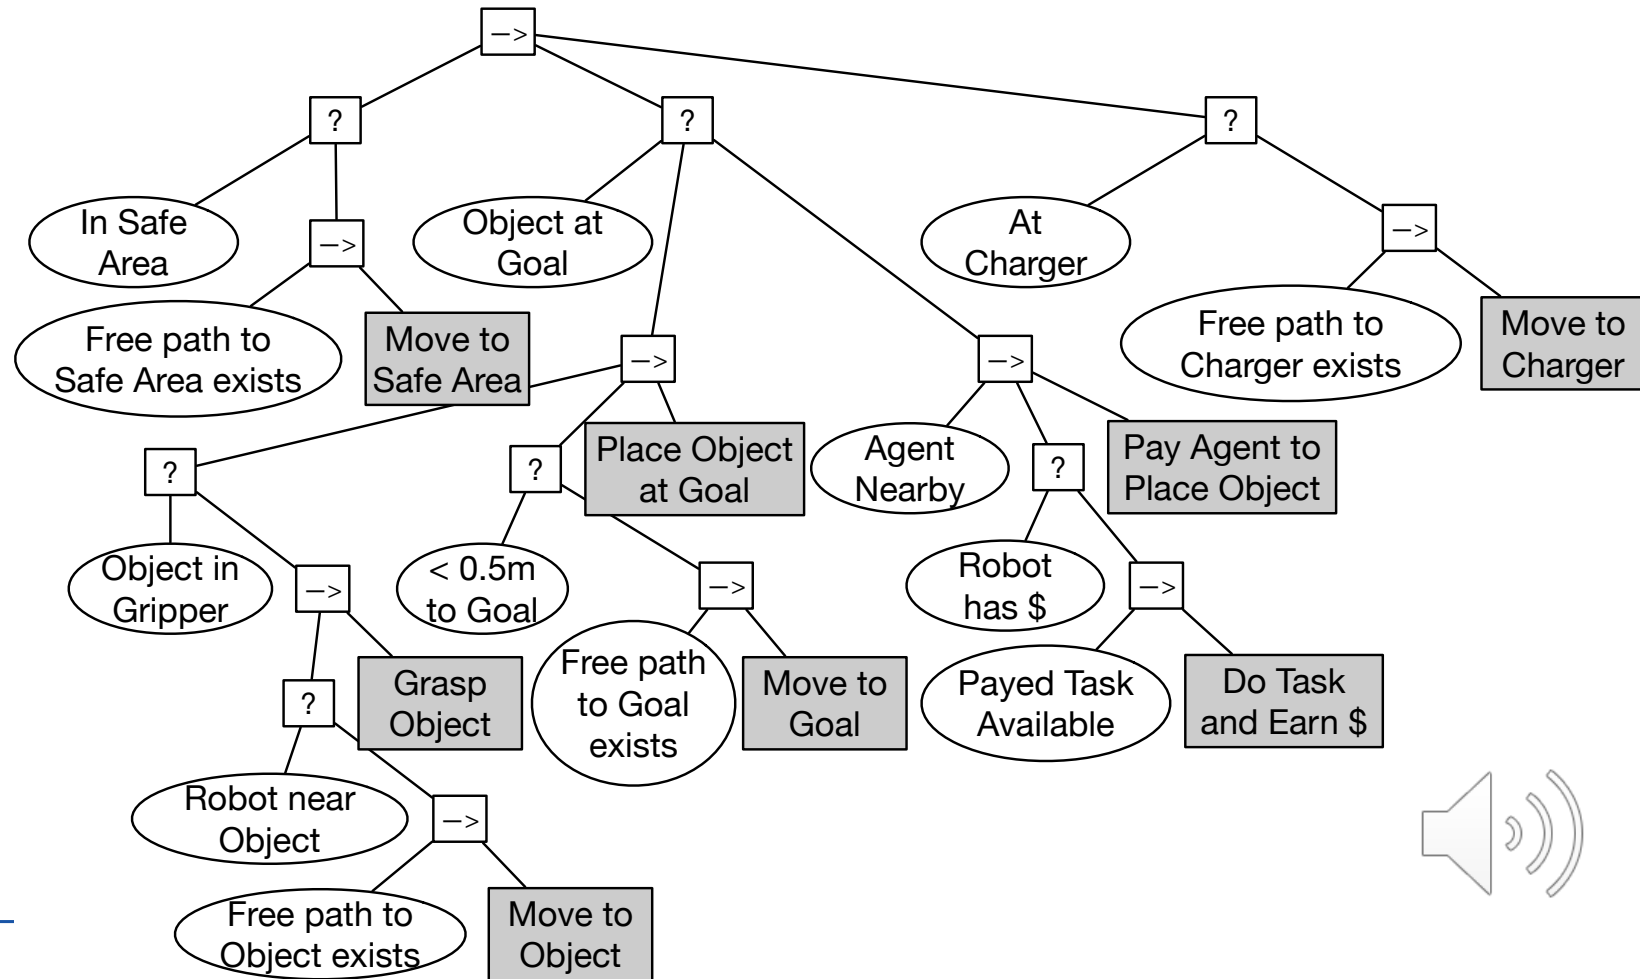 —>
?
?
?
In Safe
Area
—>
Object at
Goal
At
Charger
—>
Free path to
Safe Area exists
Move to
Safe Area
—>
—>
Free path to
Charger exists
Move to
Charger
?
?
Place Object
at Goal
Agent
Nearby
?
Pay Agent to
Place Object
Object in
Gripper
—>
< 0.5m
to Goal
—>
Robot
has $
—>
?
Grasp
Object
Free path
to Goal
exists
Move to
Goal
Payed Task
Available
Do Task
and Earn $
Robot near
Object
—>
Free path to
Object exists
Move to
Object